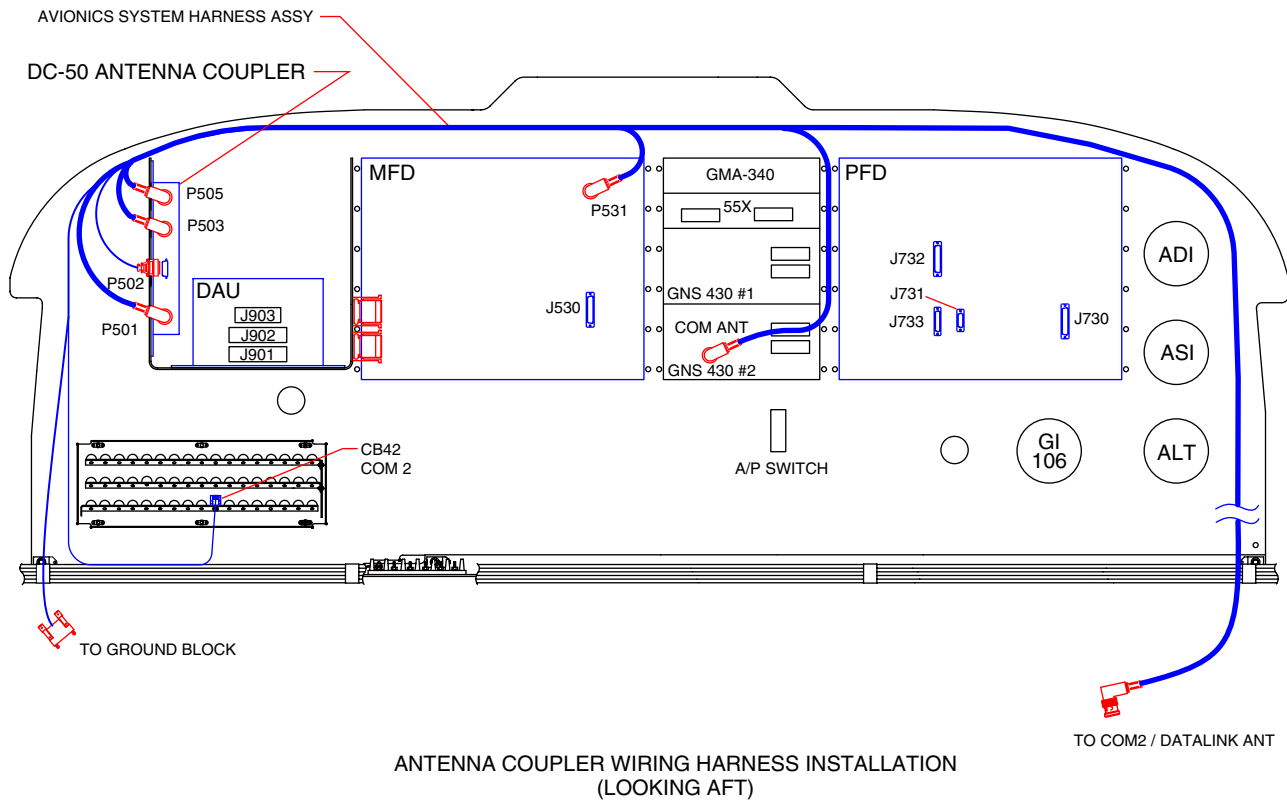 AVIONICS SYSTEM HARNESS ASSY
DC-50 ANTENNA COUPLER
P505
P503
P502
P501
DAU
J903
J902
J901
MFD
P531
J530
GMA-340
55X
GNS 430 #1
COM ANT
GNS 430 #2
PFD
J732
J731
J733
J730
ADI
ASI
ALT
GI
106
A/P SWITCH
CB42
COM 2
TO GROUND BLOCK
TO COM2 / DATALINK ANT
ANTENNA COUPLER WIRING HARNESS INSTALLATION
(LOOKING AFT)